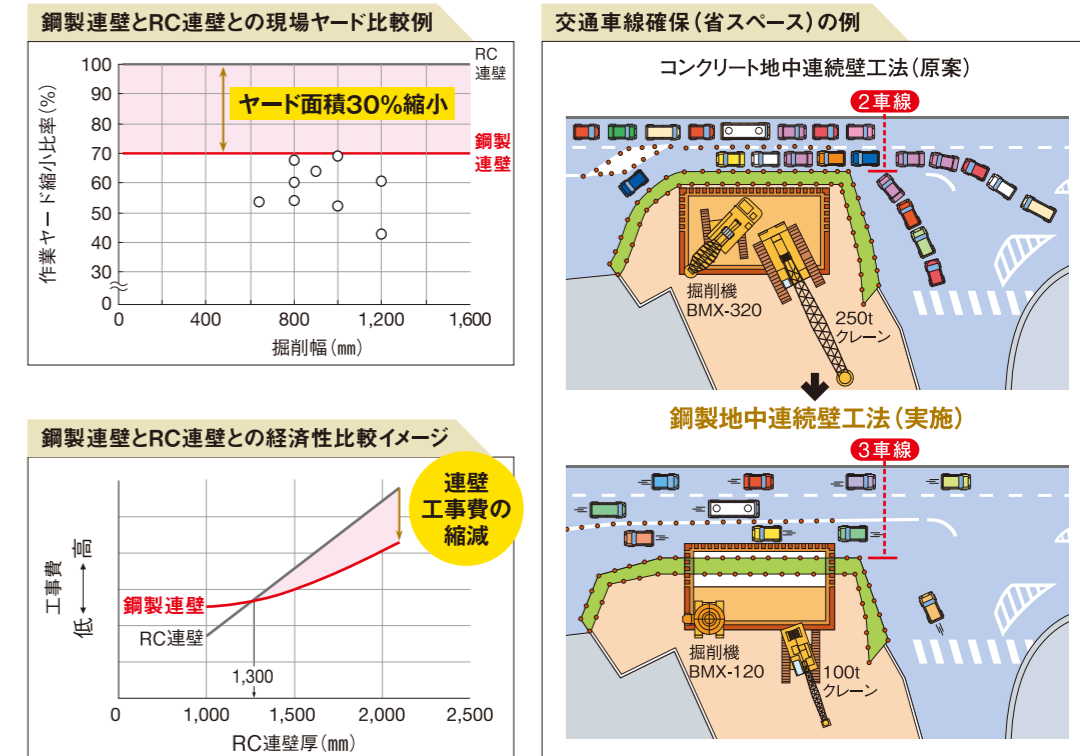 鋼製連壁とRC連壁との現場ヤード比較例
作業ヤード縮小比率(%)
100
90
80
70
60
50
40
30
0
0
400
800
1,200
1,600
掘削幅(㎜)
ヤード面積30%縮小
RC
連壁
鋼製
連壁
鋼製連壁とRC連壁との経済性比較イメージ
工事費
低
高
鋼製連壁
RC連壁
連壁
工事費の
縮減
1,300
0
1,000
1,500
2,000
2,500
RC連壁厚(㎜)
交通車線確保(省スペース)の例
コンクリート地中連続壁工法(原案)
2車線
掘削機
BMX-320
250t
クレーン
鋼製地中連続壁工法(実施)
3車線
掘削機
BMX-120
100t
クレーン